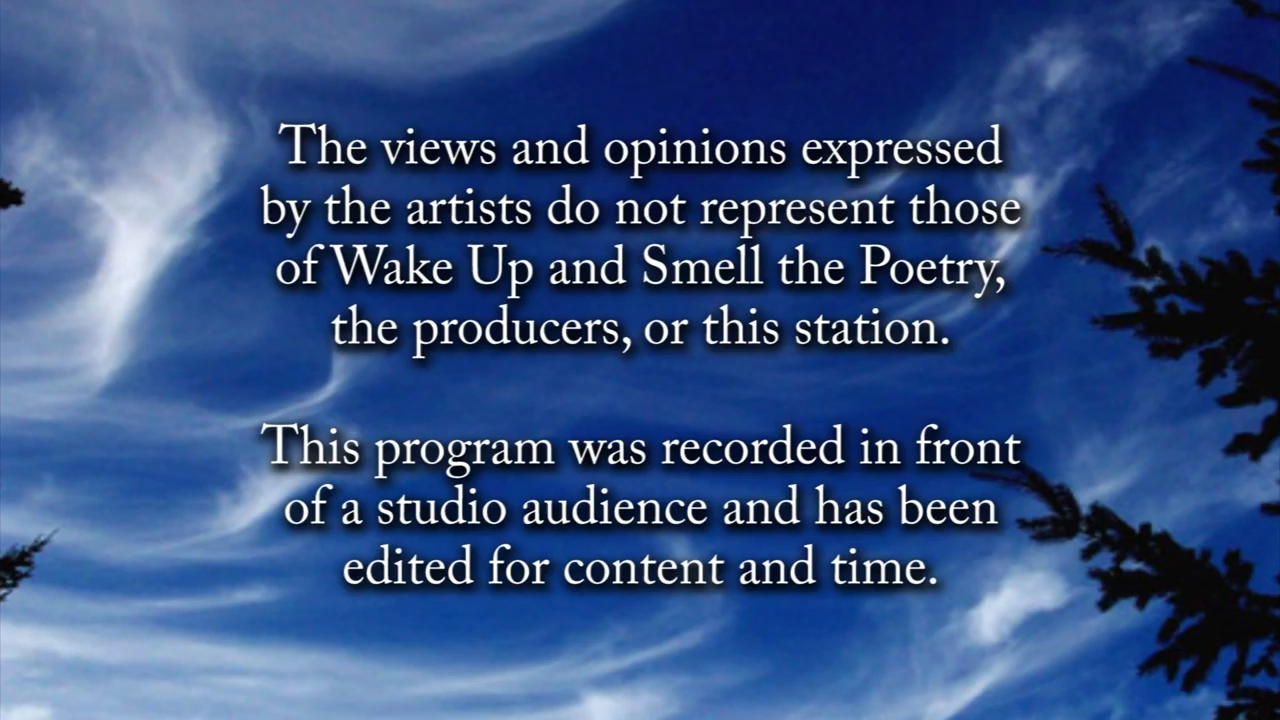 The views and opinions expressed
by the artists do not represent those
of Wake Up and Smell the Poetry,
the producers, or this station.
This program was recorded in front
of a studio audience and has been
edited for content and time.